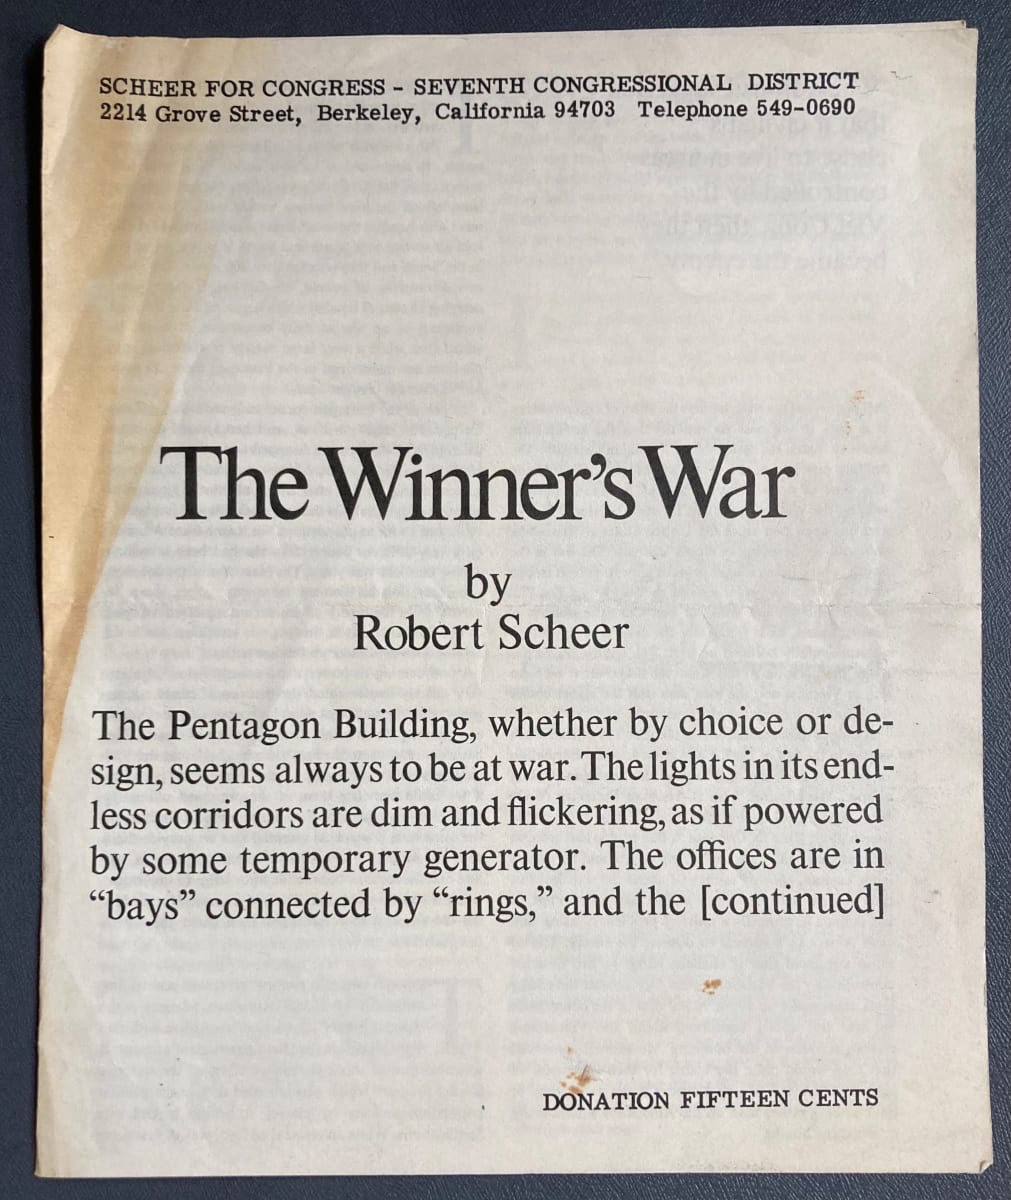 SCHEER FOR CONGRESS - SEVENTH CONGRESSIONAL DISTRICT
2214 Grove Street, Berkeley, California 94703 Telephone 549-0690
The Winner’s War
by
Robert Scheer
The Pentagon Building, whether by choice or de-
sign, seems always to be at war. The lights in its end-
less corridors are dim and flickering, as if powered
by some temporary generator. The offices are in
“bays” connected by “rings,” and the [continued]
DONATION FIFTEEN CENTS